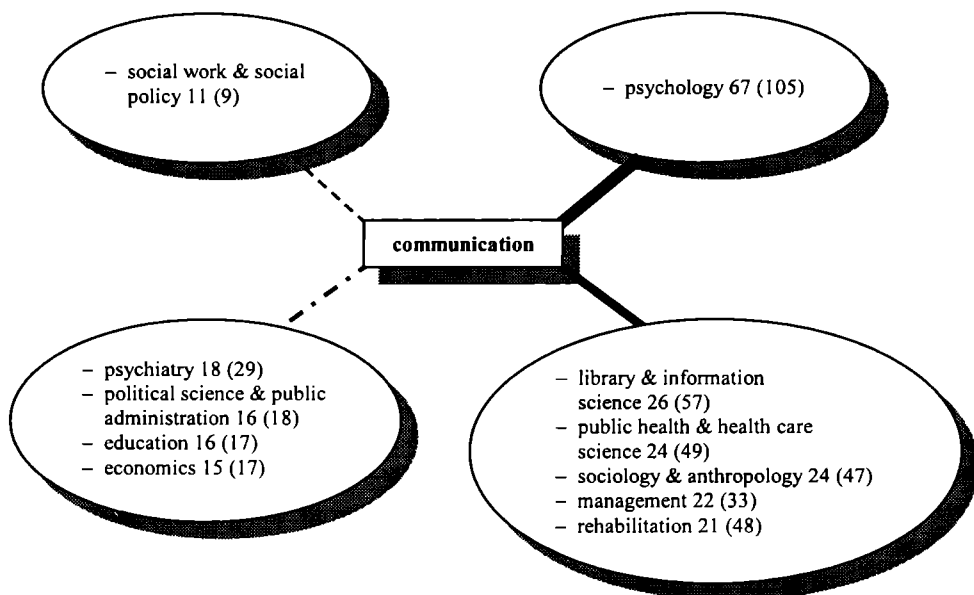 – social work & social
policy 11 (9)
– psychology 67 (105)
communication
– psychiatry 18 (29)
– political science & public
administration 16 (18)
– education 16 (17)
– economics 15 (17)
– library & information
science 26 (57)
– public health & health care
science 24 (49)
– sociology & anthropology 24 (47)
– management 22 (33)
– rehabilitation 21 (48)